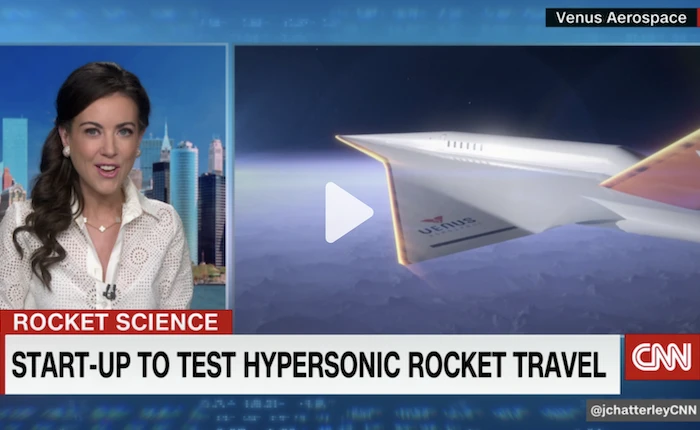 Venus Aerospace
VENUS
ROCKET SCIENCE
START-UP TO TEST HYPERSONIC ROCKET TRAVEL
CNN
@jchatterleyCNN